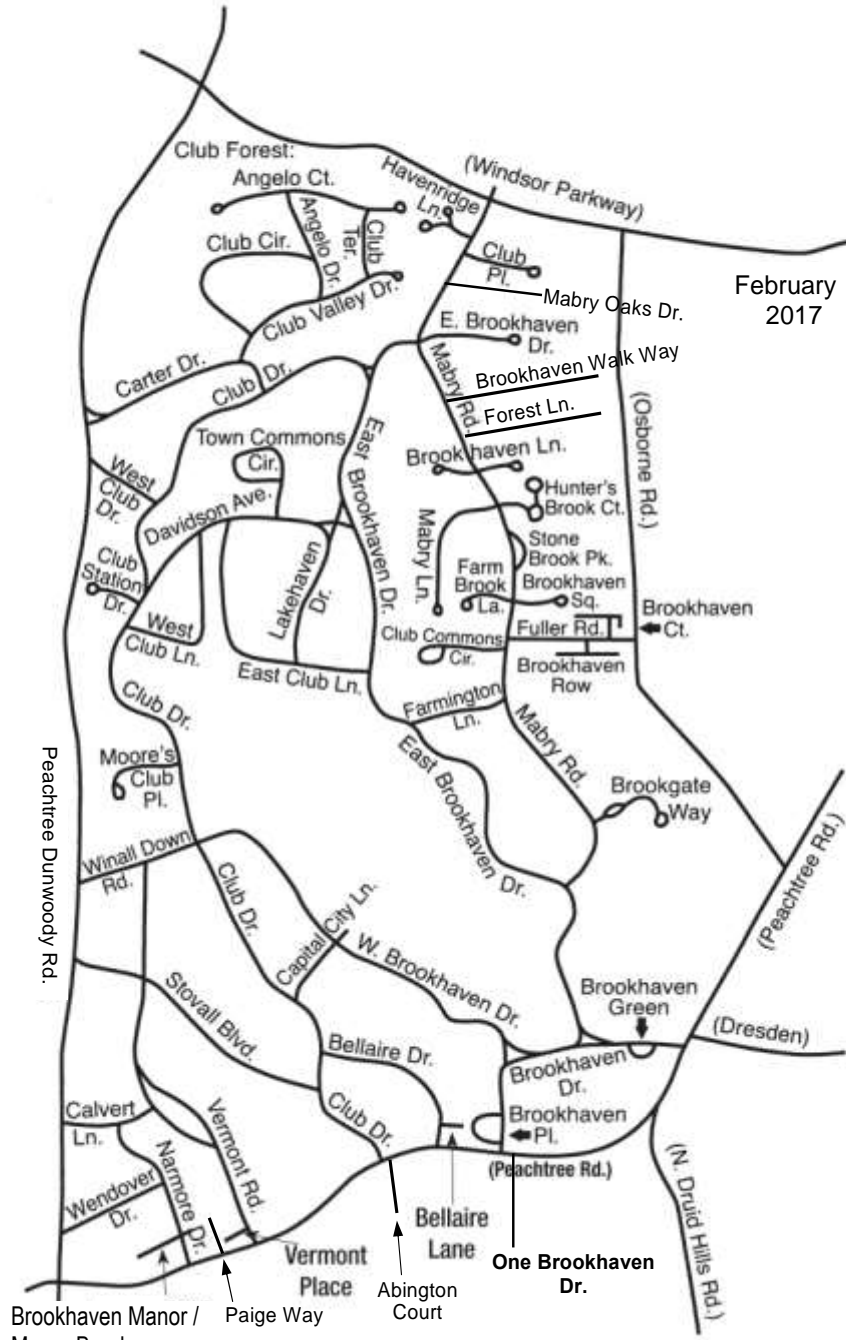 Club Forest:
Angelo Ct.
Havenridge
Ln.
(Windsor Parkway)
Angelo Dr.
Club
Ter.
Club Cir.
Club
Pl.
February
2017
Mabry Oaks Dr.
Club Valley Dr.
E. Brookhaven
Dr.
Carter Dr.
Club Dr.
Mabry Rd.
Brookhaven Walk Way
Forest Ln.
(Osborne Rd.)
Town Commons
Cir.
East Brookhaven Dr.
Brookhaven Ln.
West
Club
Dr.
Davidson Ave.
Hunter's
Brook Ct.
Mabry Ln.
Stone
Brook Pk.
Club
Station
Dr.
Lakehaven
Dr.
Farm
Brook
La.
Brookhaven
Sq.
West
Club Ln.
Club Commons
Cir.
Fuller Rd.
Brookhaven
Ct.
East Club Ln.
Brookhaven
Row
Club Dr.
Farmington
Ln.
Mabry Rd.
Peachtree Dunwoody Rd.
Moore's
Club
Pl.
East Brookhaven Dr.
Brookgate
Way
Winall Down
Rd.
(Peachtree Rd.)
Club Dr.
Capital City Ln.
W. Brookhaven Dr.
Stovall Blvd.
Brookhaven
Green
(Dresden)
Bellaire Dr.
Brookhaven
Dr.
Calvert
Ln.
Vermont Rd.
Club Dr.
Brookhaven
Pl.
(Peachtree Rd.)
Narmore Dr.
Wendover
Dr.
(N. Druid Hills Rd.)
Bellaire
Lane
Vermont
Place
One Brookhaven
Dr.
Abington
Court
Brookhaven Manor /
Paige Way